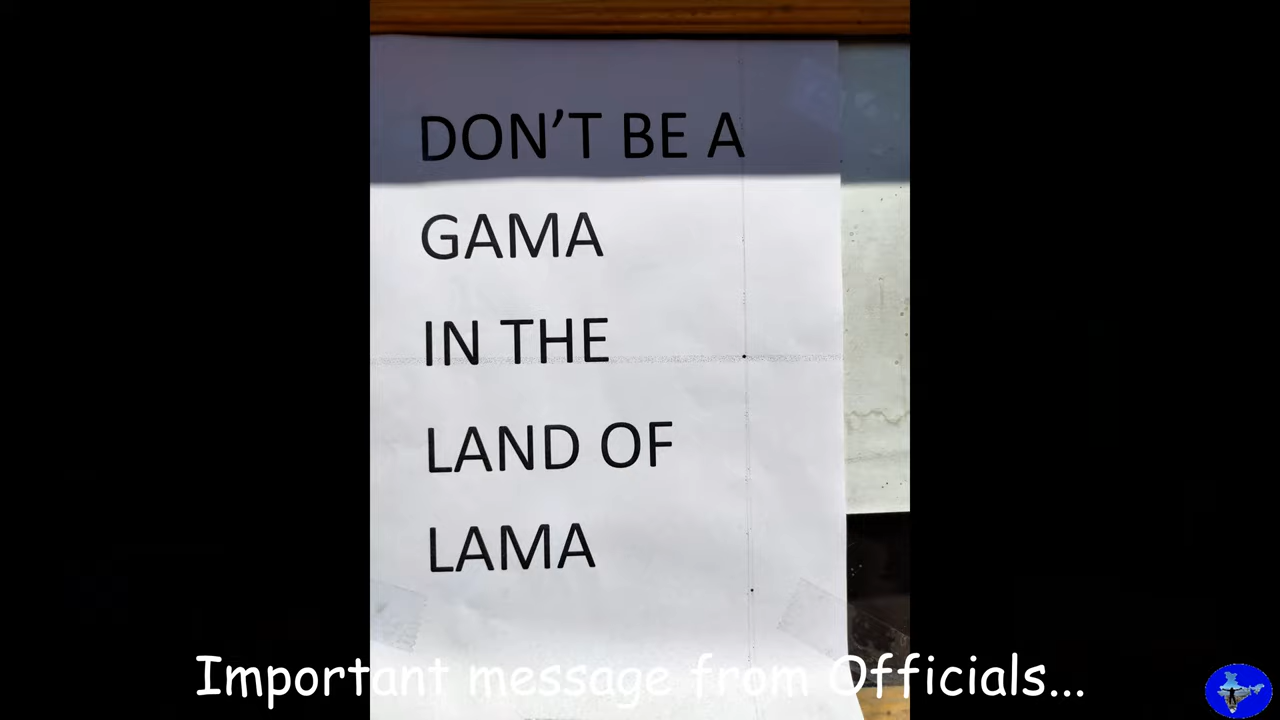 DON'T BE A
GAMA
IN THE
LAND OF
LAMA
Important message from Officials...